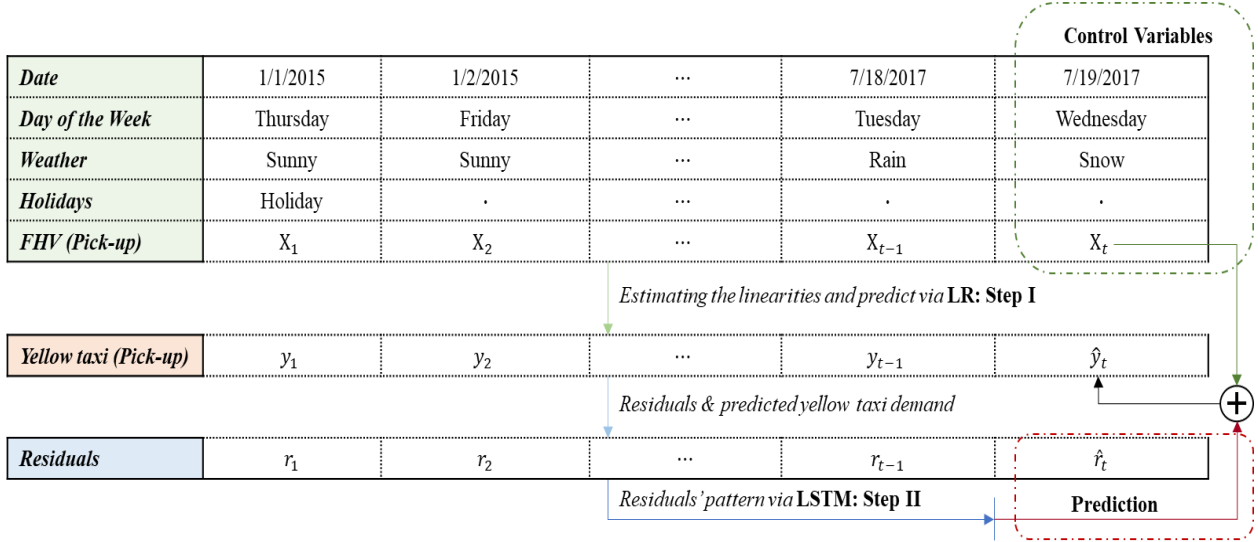 Control Variables
Date 1/1/2015 1/2/2015 ... 7/18/2017 7/19/2017
Day of the Week Thursday Friday ... Tuesday Wednesday
Weather Sunny Sunny ... Rain Snow
Holidays Holiday · ... · ·
FHV (Pick-up) X₁ X₂ ... Xₜ₋₁ Xₜ
Estimating the linearities and predict via LR: Step I
Yellow taxi (Pick-up) y₁ y₂ ... yₜ₋₁ ŷₜ
+
Residuals & predicted yellow taxi demand
Residuals r₁ r₂ ... rₜ₋₁ r̂ₜ
Residuals' pattern via LSTM: Step II
Prediction